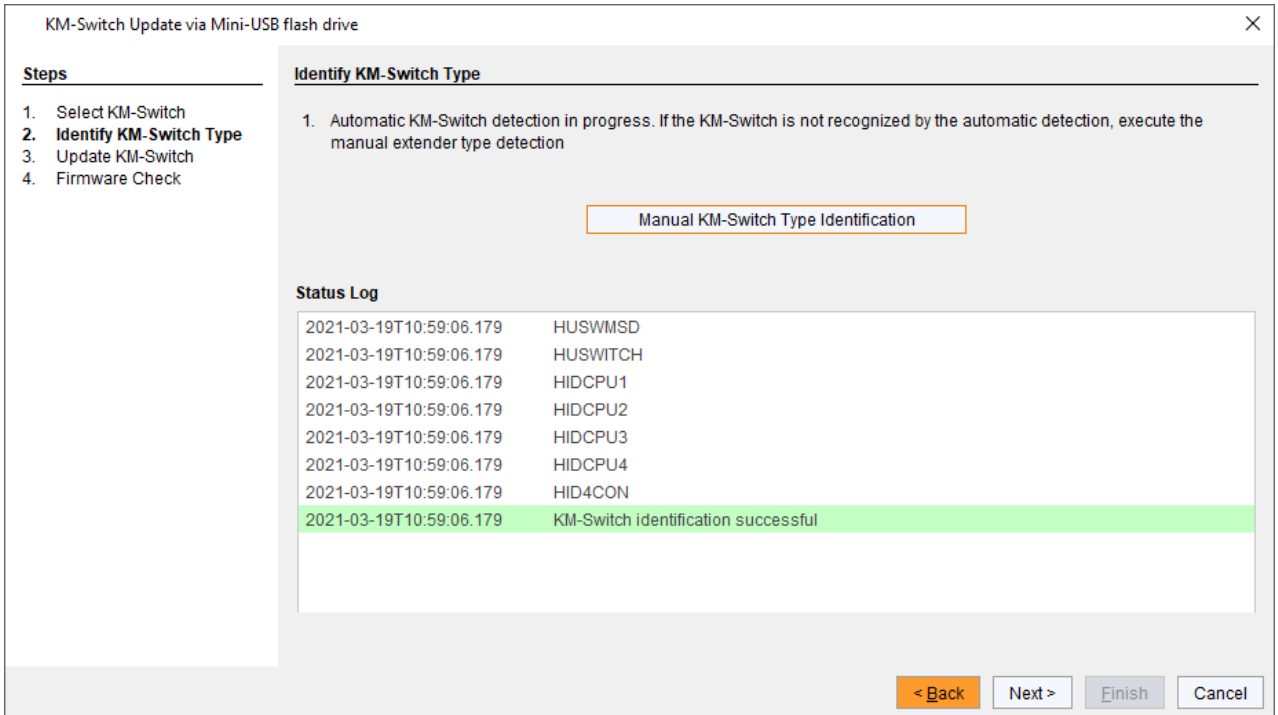 KM-Switch Update via Mini-USB flash drive
Steps
1. Select KM-Switch
2. Identify KM-Switch Type
3. Update KM-Switch
4. Firmware Check
Identify KM-Switch Type
1. Automatic KM-Switch detection in progress. If the KM-Switch is not recognized by the automatic detection, execute the
manual extender type detection
Manual KM-Switch Type Identification
Status Log
2021-03-19T10:59:06.179 HUSWMSD
2021-03-19T10:59:06.179 HUSWITCH
2021-03-19T10:59:06.179 HIDCPU1
2021-03-19T10:59:06.179 HIDCPU2
2021-03-19T10:59:06.179 HIDCPU3
2021-03-19T10:59:06.179 HIDCPU4
2021-03-19T10:59:06.179 HID4CON
2021-03-19T10:59:06.179 KM-Switch identification successful
< Back Next > Finish Cancel